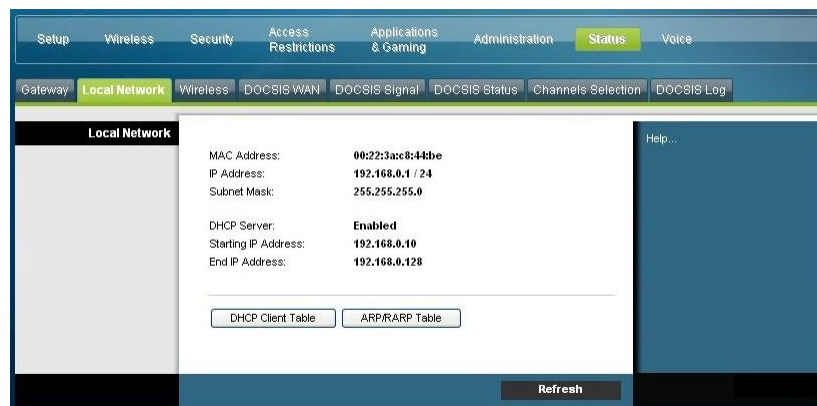 Setup Wireless Security Access Restrictions Applications & Gaming Administration Status Voice
Gateway Local Network Wireless DOCSIS WAN DOCSIS Signal DOCSIS Status Channels Selection DOCSIS Log
Local Network
Help...
MAC Address: 00:22:3a:c8:44:be
IP Address: 192.168.0.1 / 24
Subnet Mask: 255.255.255.0
DHCP Server: Enabled
Starting IP Address: 192.168.0.10
End IP Address: 192.168.0.128
DHCP Client Table ARP/RARP Table
Refresh